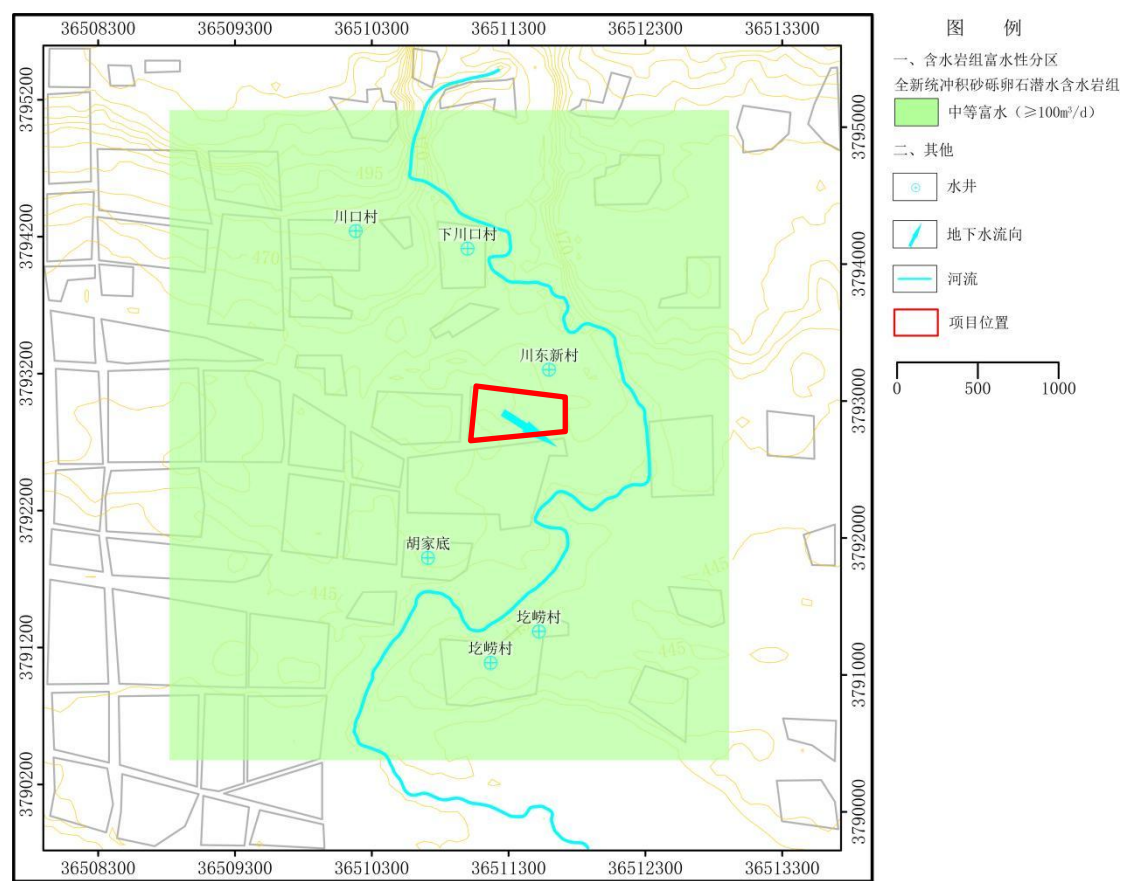 36508300 36509300 36510300 36511300 36512300 36513300
图 例
一、含水岩组富水性分区
全新统冲积砂砾卵石潜水含水岩组
中等富水（≥100m³/d）
二、其他
水井
地下水流向
河流
项目位置
0 500 1000
3795200
3794200
3793200
3792200
3791200
3790200
3795000
3794000
3793000
3792000
3791000
3790000
470
495
川口村
下川口村
470
470
川东新村
胡家底
445
445
圪崂村
圪崂村
445
36508300 36509300 36510300 36511300 36512300 36513300